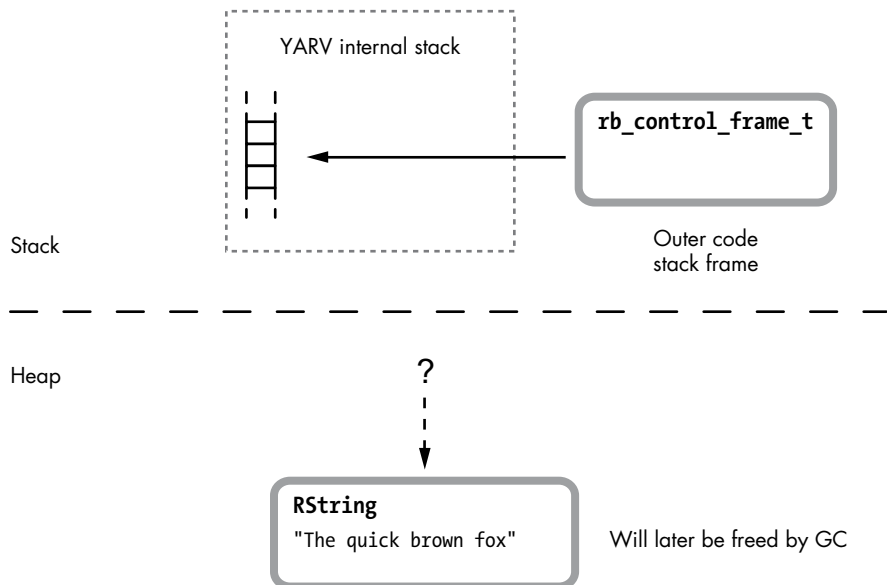 YARV internal stack
rb_control_frame_t
Outer code
stack frame
Stack
Heap
?
RString
"The quick brown fox"
Will later be freed by GC